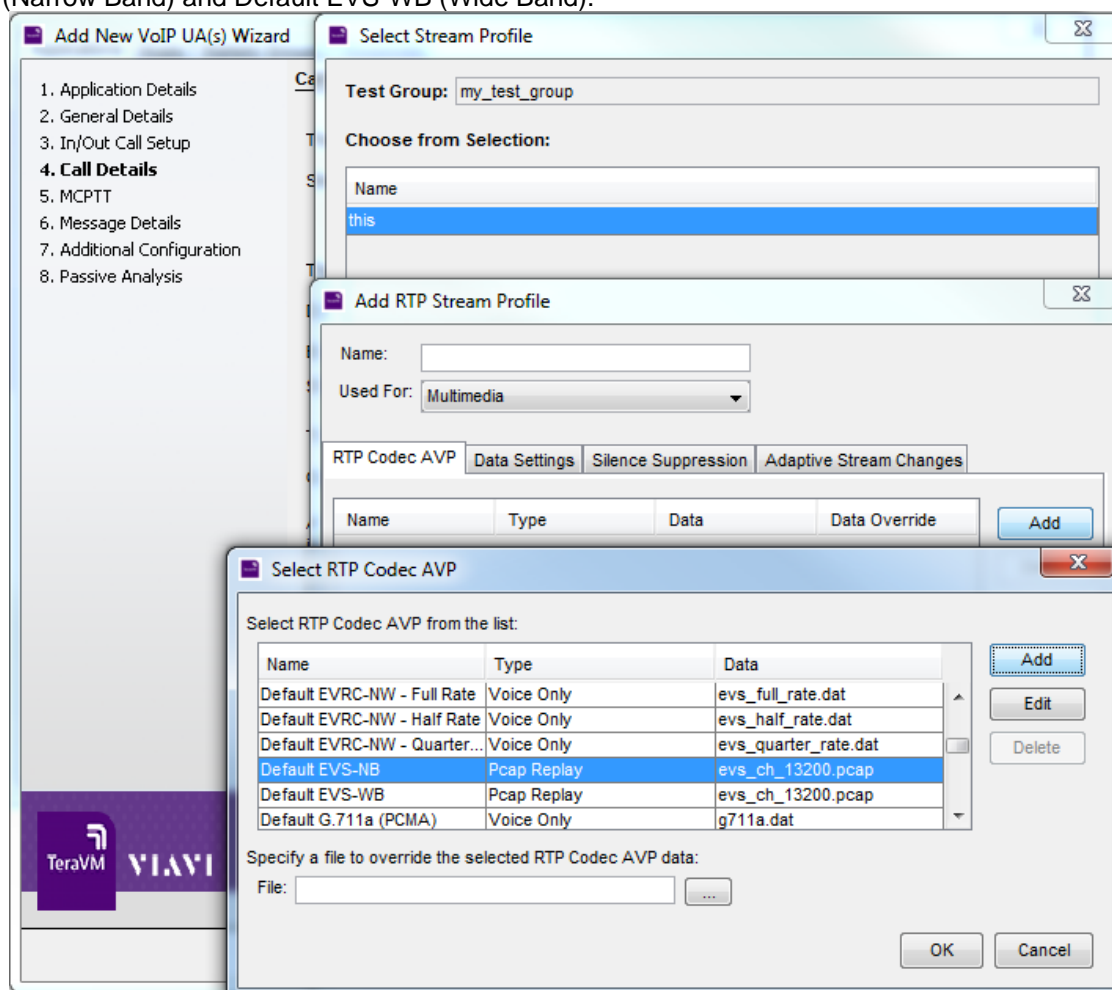 (Narrow Band) and Default EVS-WB (Wide Band).
Add New VoIP UA(s) Wizard
1. Application Details
2. General Details
3. In/Out Call Setup
4. Call Details
5. MCPTT
6. Message Details
7. Additional Configuration
8. Passive Analysis
Select Stream Profile
Test Group: my_test_group
Choose from Selection:
Name
this
Add RTP Stream Profile
Name:
Used For: Multimedia
RTP Codec AVP Data Settings Silence Suppression Adaptive Stream Changes
Name Type Data Data Override Add
Select RTP Codec AVP
Select RTP Codec AVP from the list:
Name Type Data Add
Default EVRC-NW - Full Rate Voice Only evs_full_rate.dat Edit
Default EVRC-NW - Half Rate Voice Only evs_half_rate.dat
Default EVRC-NW - Quarter... Voice Only evs_quarter_rate.dat Delete
Default EVS-NB Pcap Replay evs_ch_13200.pcap
Default EVS-WB Pcap Replay evs_ch_13200.pcap
Default G.711a (PCMA) Voice Only g711a.dat
Specify a file to override the selected RTP Codec AVP data:
File: ...
OK Cancel
TeraVM VIAVI